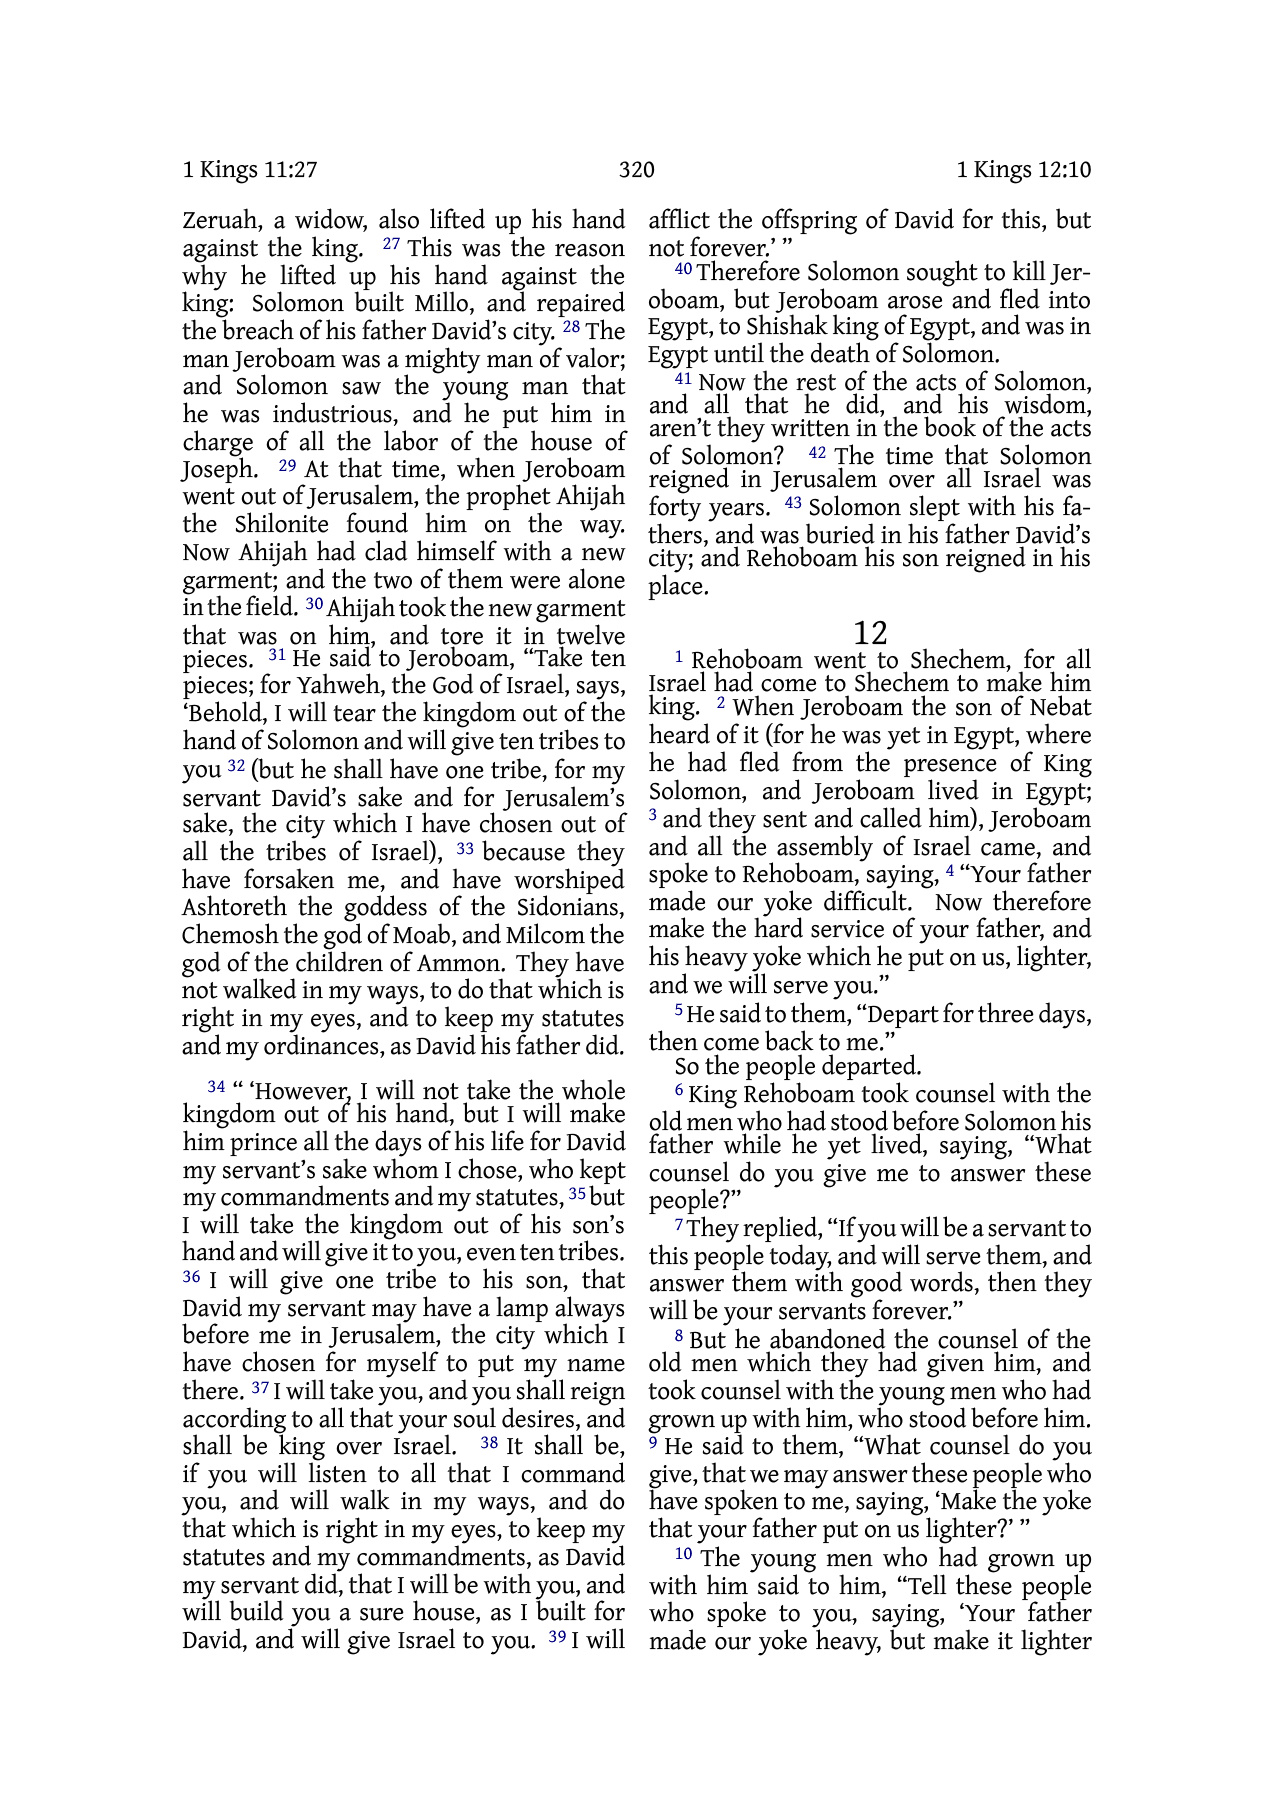 1 Kings 11:27 320 1 Kings 12:10
Zeruah, a widow, also lifted up his hand
against the king. 27 This was the reason
why he lifted up his hand against the
king: Solomon built Millo, and repaired
the breach of his father David’s city. 28 The
man Jeroboam was a mighty man of valor;
and Solomon saw the young man that
he was industrious, and he put him in
charge of all the labor of the house of
Joseph. 29 At that time, when Jeroboam
went out of Jerusalem, the prophet Ahijah
the Shilonite found him on the way.
Now Ahijah had clad himself with a new
garment; and the two of them were alone
in the field. 30 Ahijah took the new garment
that was on him, and tore it in twelve
pieces. 31 He said to Jeroboam, “Take ten
pieces; for Yahweh, the God of Israel, says,
‘Behold, I will tear the kingdom out of the
hand of Solomon and will give ten tribes to
you 32 (but he shall have one tribe, for my
servant David’s sake and for Jerusalem’s
sake, the city which I have chosen out of
all the tribes of Israel), 33 because they
have forsaken me, and have worshiped
Ashtoreth the goddess of the Sidonians,
Chemosh the god of Moab, and Milcom the
god of the children of Ammon. They have
not walked in my ways, to do that which is
right in my eyes, and to keep my statutes
and my ordinances, as David his father did.
34 “ ‘However, I will not take the whole
kingdom out of his hand, but I will make
him prince all the days of his life for David
my servant’s sake whom I chose, who kept
my commandments and my statutes, 35 but
I will take the kingdom out of his son’s
hand and will give it to you, even ten tribes.
36 I will give one tribe to his son, that
David my servant may have a lamp always
before me in Jerusalem, the city which I
have chosen for myself to put my name
there. 37 I will take you, and you shall reign
according to all that your soul desires, and
shall be king over Israel. 38 It shall be,
if you will listen to all that I command
you, and will walk in my ways, and do
that which is right in my eyes, to keep my
statutes and my commandments, as David
my servant did, that I will be with you, and
will build you a sure house, as I built for
David, and will give Israel to you. 39 I will
afflict the offspring of David for this, but
not forever.’ ”
40 Therefore Solomon sought to kill Jer-
oboam, but Jeroboam arose and fled into
Egypt, to Shishak king of Egypt, and was in
Egypt until the death of Solomon.
41 Now the rest of the acts of Solomon,
and all that he did, and his wisdom,
aren’t they written in the book of the acts
of Solomon? 42 The time that Solomon
reigned in Jerusalem over all Israel was
forty years. 43 Solomon slept with his fa-
thers, and was buried in his father David’s
city; and Rehoboam his son reigned in his
place.
12
1 Rehoboam went to Shechem, for all
Israel had come to Shechem to make him
king. 2 When Jeroboam the son of Nebat
heard of it (for he was yet in Egypt, where
he had fled from the presence of King
Solomon, and Jeroboam lived in Egypt;
3 and they sent and called him), Jeroboam
and all the assembly of Israel came, and
spoke to Rehoboam, saying, 4 “Your father
made our yoke difficult. Now therefore
make the hard service of your father, and
his heavy yoke which he put on us, lighter,
and we will serve you.”
5 He said to them, “Depart for three days,
then come back to me.”
So the people departed.
6 King Rehoboam took counsel with the
old men who had stood before Solomon his
father while he yet lived, saying, “What
counsel do you give me to answer these
people?”
7 They replied, “If you will be a servant to
this people today, and will serve them, and
answer them with good words, then they
will be your servants forever.”
8 But he abandoned the counsel of the
old men which they had given him, and
took counsel with the young men who had
grown up with him, who stood before him.
9 He said to them, “What counsel do you
give, that we may answer these people who
have spoken to me, saying, ‘Make the yoke
that your father put on us lighter?’ ”
10 The young men who had grown up
with him said to him, “Tell these people
who spoke to you, saying, ‘Your father
made our yoke heavy, but make it lighter